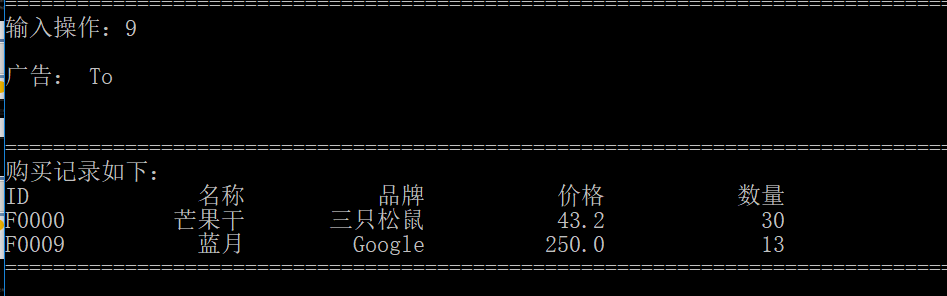 输入操作：9
广告： To
购买记录如下：
ID 名称 品牌 价格 数量
F0000 芒果干 三只松鼠 43.2 30
F0009 蓝月 Google 250.0 13